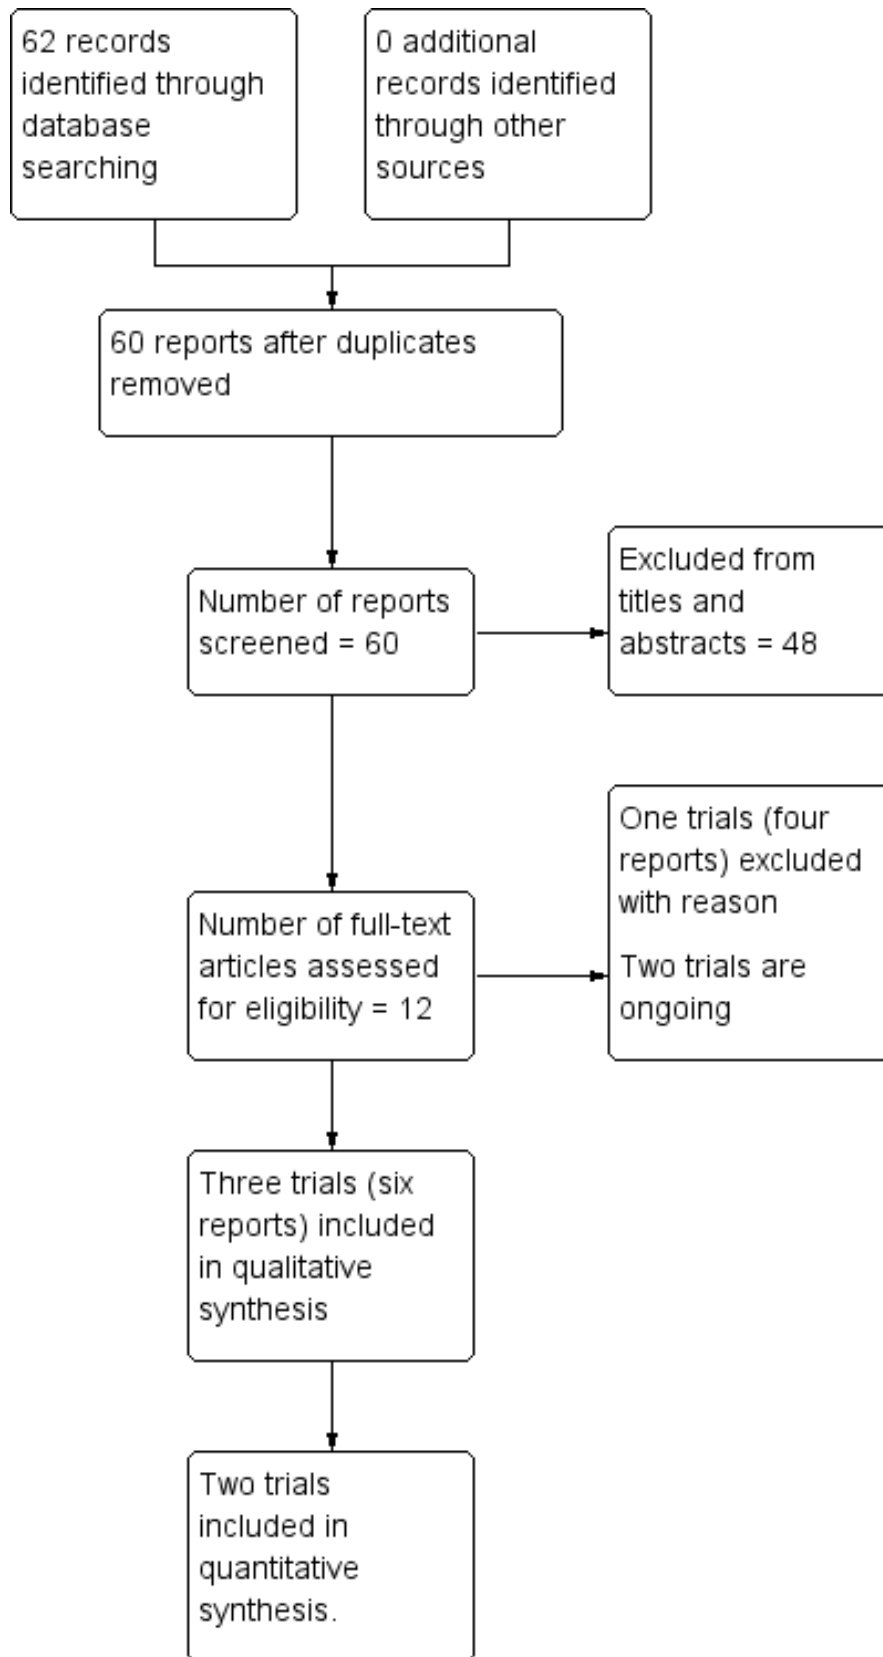 62 records
identified through
database
searching
0 additional
records identified
through other
sources
60 reports after duplicates
removed
Number of reports
screened = 60
Excluded from
titles and
abstracts = 48
Number of full-text
articles assessed
for eligibility = 12
One trials (four
reports) excluded
with reason
Two trials are
ongoing
Three trials (six
reports) included
in qualitative
synthesis
Two trials
included in
quantitative
synthesis.